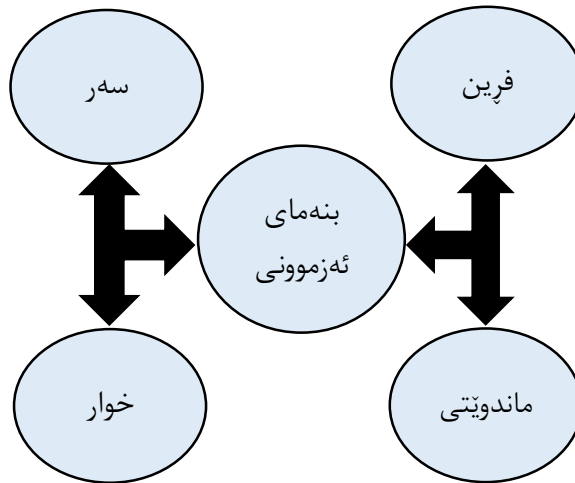 فڕین
سەر
بنەمای
ئەزموونی
ماندوێتی
خوار